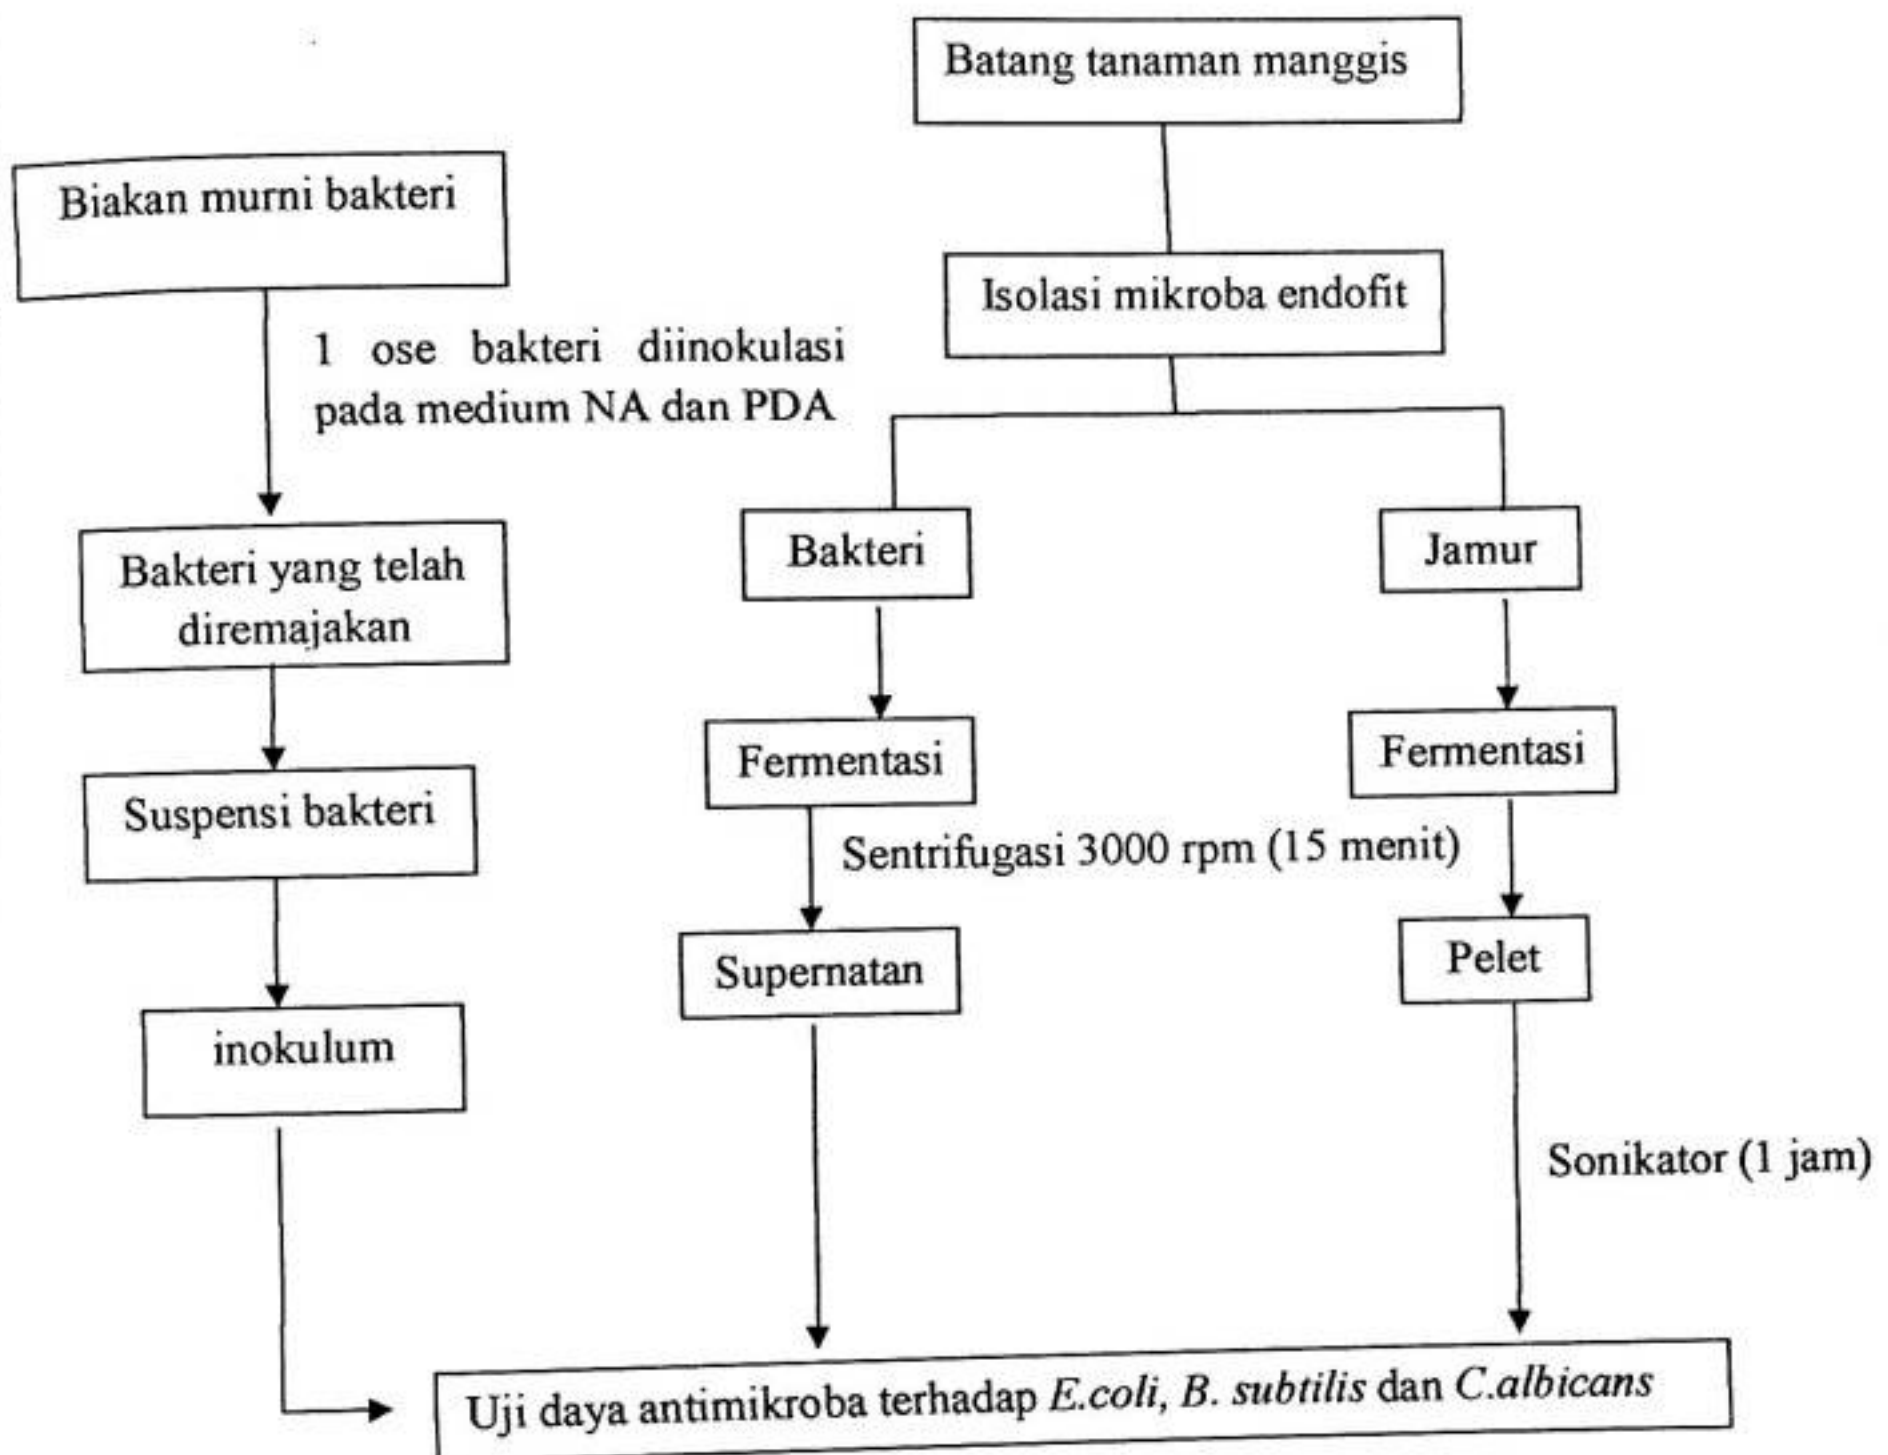 Batang tanaman manggis
Biakan murni bakteri
Isolasi mikroba endofit
1 ose bakteri diinokulasi
pada medium NA dan PDA
Bakteri yang telah
diremajakan
Bakteri
Jamur
Suspensi bakteri
Fermentasi
Fermentasi
Sentrifugasi 3000 rpm (15 menit)
Supernatan
Pelet
inokulum
Sonikator (1 jam)
Uji daya antimikroba terhadap E.coli, B. subtilis dan C.albicans